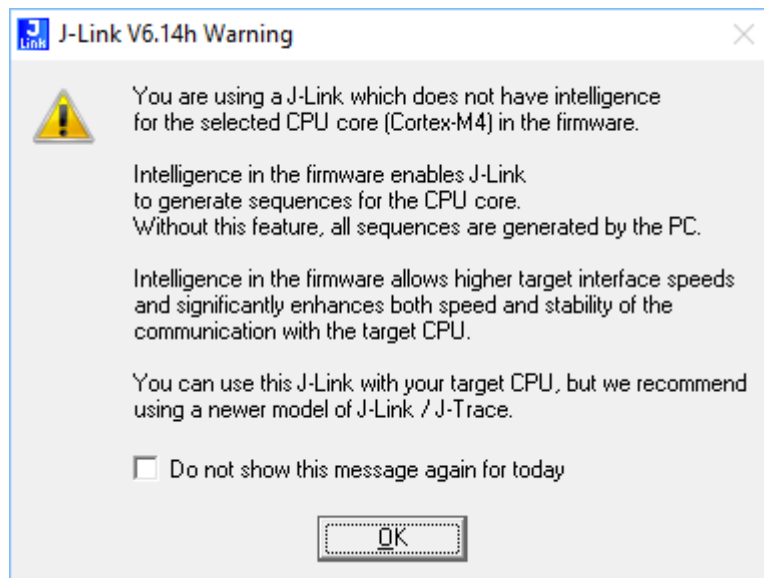 J-Link V6.14h Warning
You are using a J-Link which does not have intelligence
for the selected CPU core (Cortex-M4) in the firmware.
Intelligence in the firmware enables J-Link
to generate sequences for the CPU core.
Without this feature, all sequences are generated by the PC.
Intelligence in the firmware allows higher target interface speeds
and significantly enhances both speed and stability of the
communication with the target CPU.
You can use this J-Link with your target CPU, but we recommend
using a newer model of J-Link / J-Trace.
Do not show this message again for today
OK